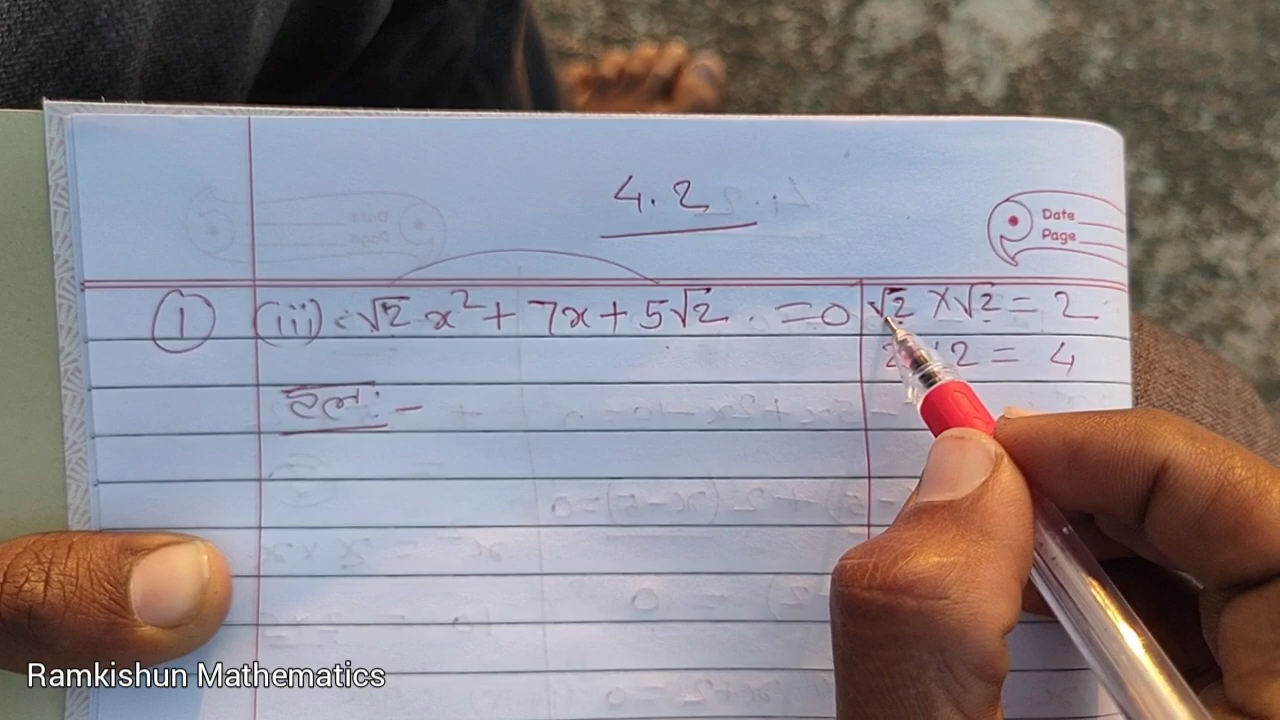 4.2
Date
Page
① (iii) √2 x² + 7x + 5√2 = 0
√2 × √2 = 2
2 = 4
हल:-
Ramkishun Mathematics